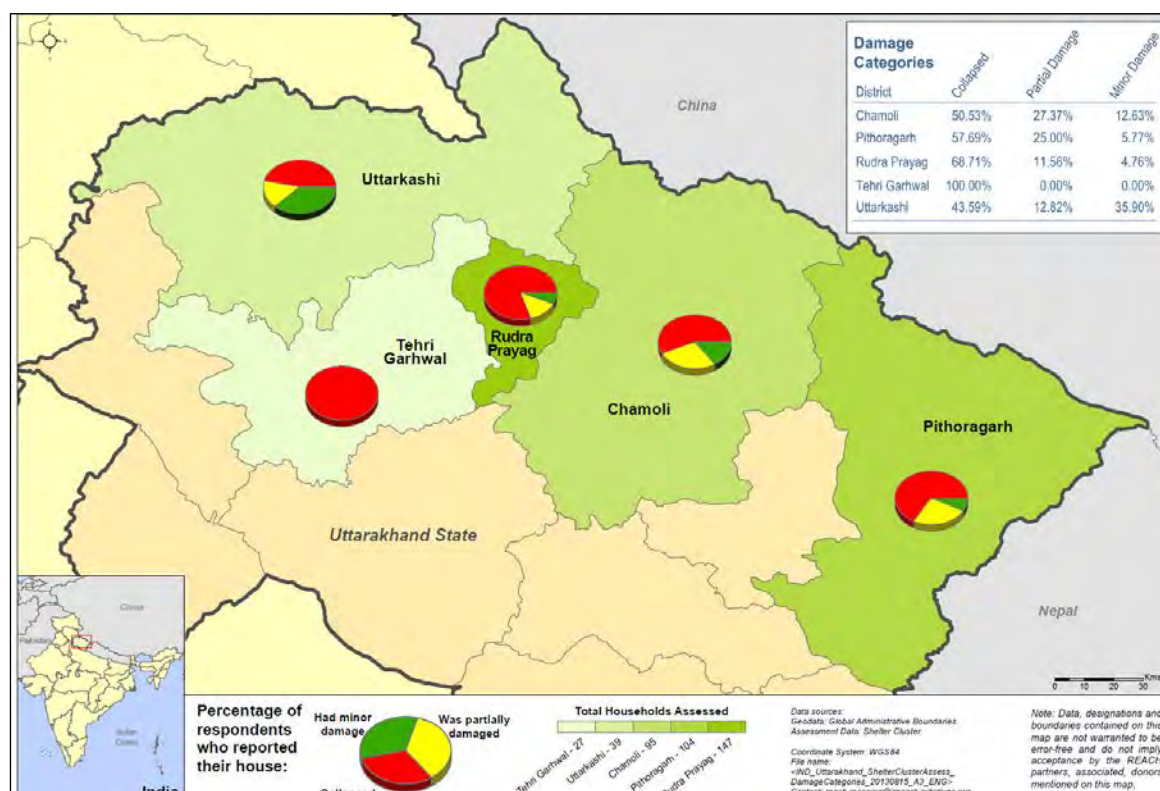 Damage
Categories
Collapsed
Partial Damage
Minor Damage
District
Chamoli 50.53% 27.37% 12.63%
Pithoragarh 57.69% 25.00% 5.77%
Rudra Prayag 68.71% 11.56% 4.76%
Tehri Garhwal 100.00% 0.00% 0.00%
Uttarkashi 43.59% 12.82% 35.90%
China
Uttarkashi
Tehri
Garhwal
Rudra
Prayag
Chamoli
Pithoragarh
Uttarakhand State
Nepal
China
Pakistan
Indian
India
30 Kms
Percentage of
respondents
who reported
their house:
Had minor
damage
Was partially
damaged
Total Households Assessed
Tehri Garhwal - 27
Uttarkashi - 39
Chamoli - 95
Pithoragarh - 104
Rudra Prayag - 147
Data sources:
Geodata: Global Administrative Boundaries
Assessment Data: Shelter Cluster
Coordinate System: WGS84
File name:
<IND_Uttarakhand_ShelterClusterAssess_
DamageCategories_20130815_A3_ENG>
Note: Data, designations and
boundaries contained on this
map are not warranted to be
error-free and do not imply
acceptance by the REACH
partners, associated, donors
mentioned on this map.